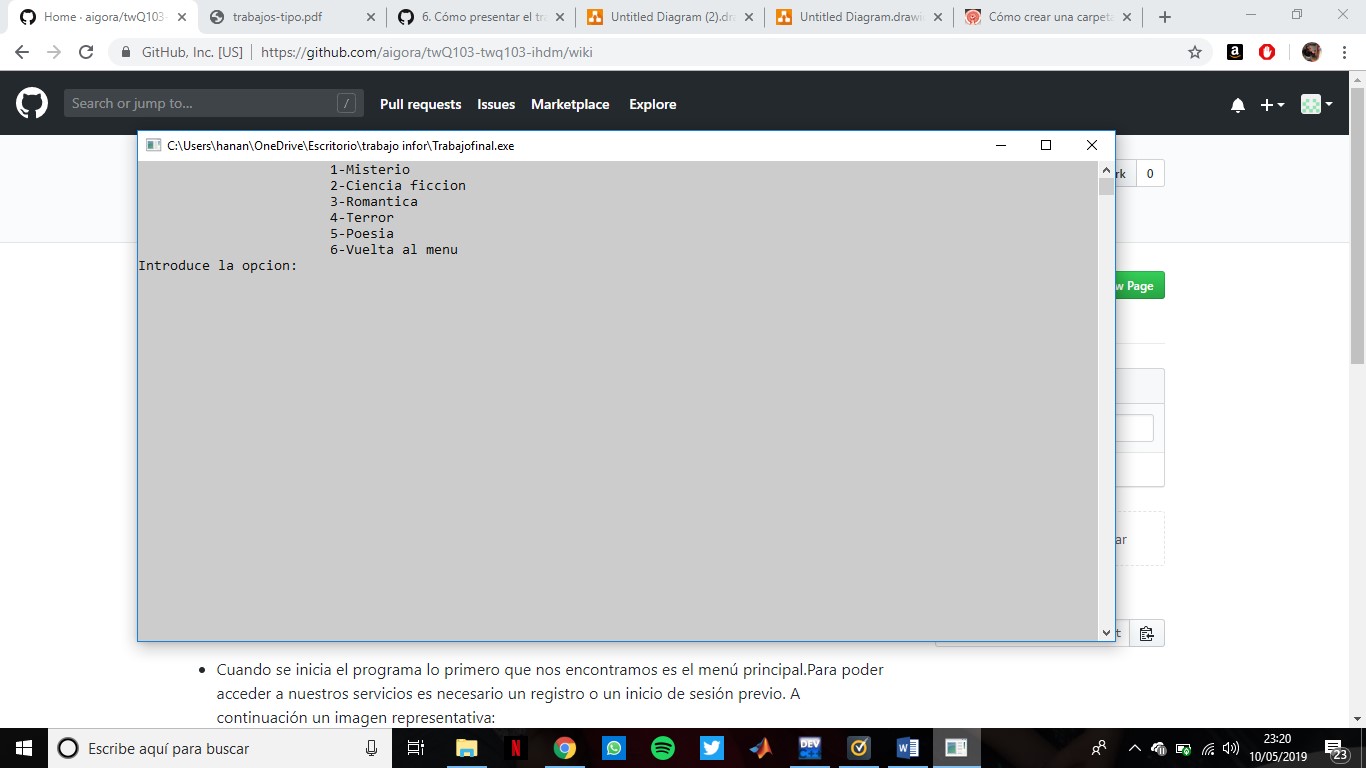 Home · aigora/twQ103-
trabajos-tipo.pdf
6. Cómo presentar el tra
Untitled Diagram (2).dra
Untitled Diagram.drawi
Cómo crear una carpeta
GitHub, Inc. [US] | https://github.com/aigora/twQ103-twq103-ihdm/wiki
Search or jump to...
/
Pull requests
Issues
Marketplace
Explore
C:\Users\hanan\OneDrive\Escritorio\trabajo infor\Trabajofinal.exe
1-Misterio
2-Ciencia ficcion
3-Romantica
4-Terror
5-Poesia
6-Vuelta al menu
Introduce la opcion:
rk 0
w Page
ar
t
Cuando se inicia el programa lo primero que nos encontramos es el menú principal.Para poder
acceder a nuestros servicios es necesario un registro o un inicio de sesión previo. A
continuación un imagen representativa:
Escribe aquí para buscar
DEV
23:20
10/05/2019
23